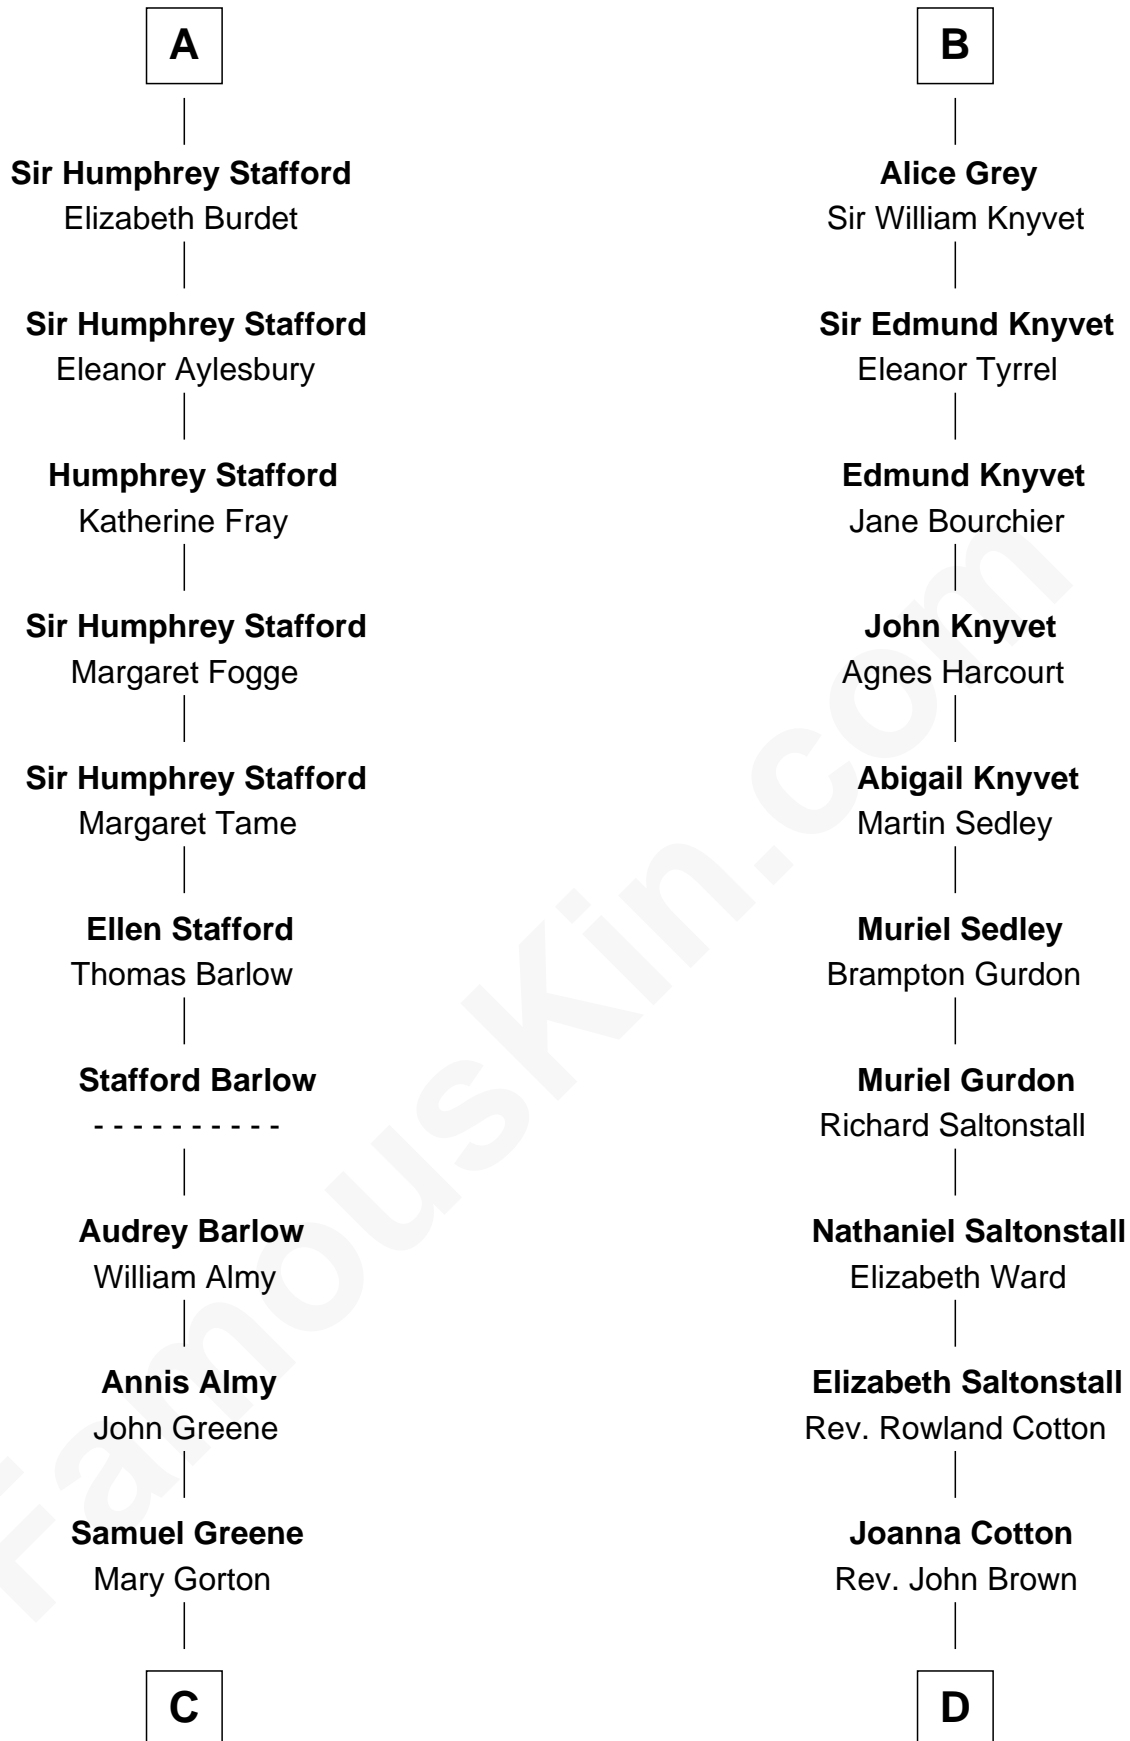 A
Sir Humphrey Stafford
Elizabeth Burdet
Sir Humphrey Stafford
Eleanor Aylesbury
Humphrey Stafford
Katherine Fray
Sir Humphrey Stafford
Margaret Fogge
Sir Humphrey Stafford
Margaret Tame
Ellen Stafford
Thomas Barlow
Stafford Barlow
- - - - - - - - - -
Audrey Barlow
William Almy
Annis Almy
John Greene
Samuel Greene
Mary Gorton
C
B
Alice Grey
Sir William Knyvet
Sir Edmund Knyvet
Eleanor Tyrrel
Edmund Knyvet
Jane Bourchier
John Knyvet
Agnes Harcourt
Abigail Knyvet
Martin Sedley
Muriel Sedley
Brampton Gurdon
Muriel Gurdon
Richard Saltonstall
Nathaniel Saltonstall
Elizabeth Ward
Elizabeth Saltonstall
Rev. Rowland Cotton
Joanna Cotton
Rev. John Brown
D
FamousKin.com